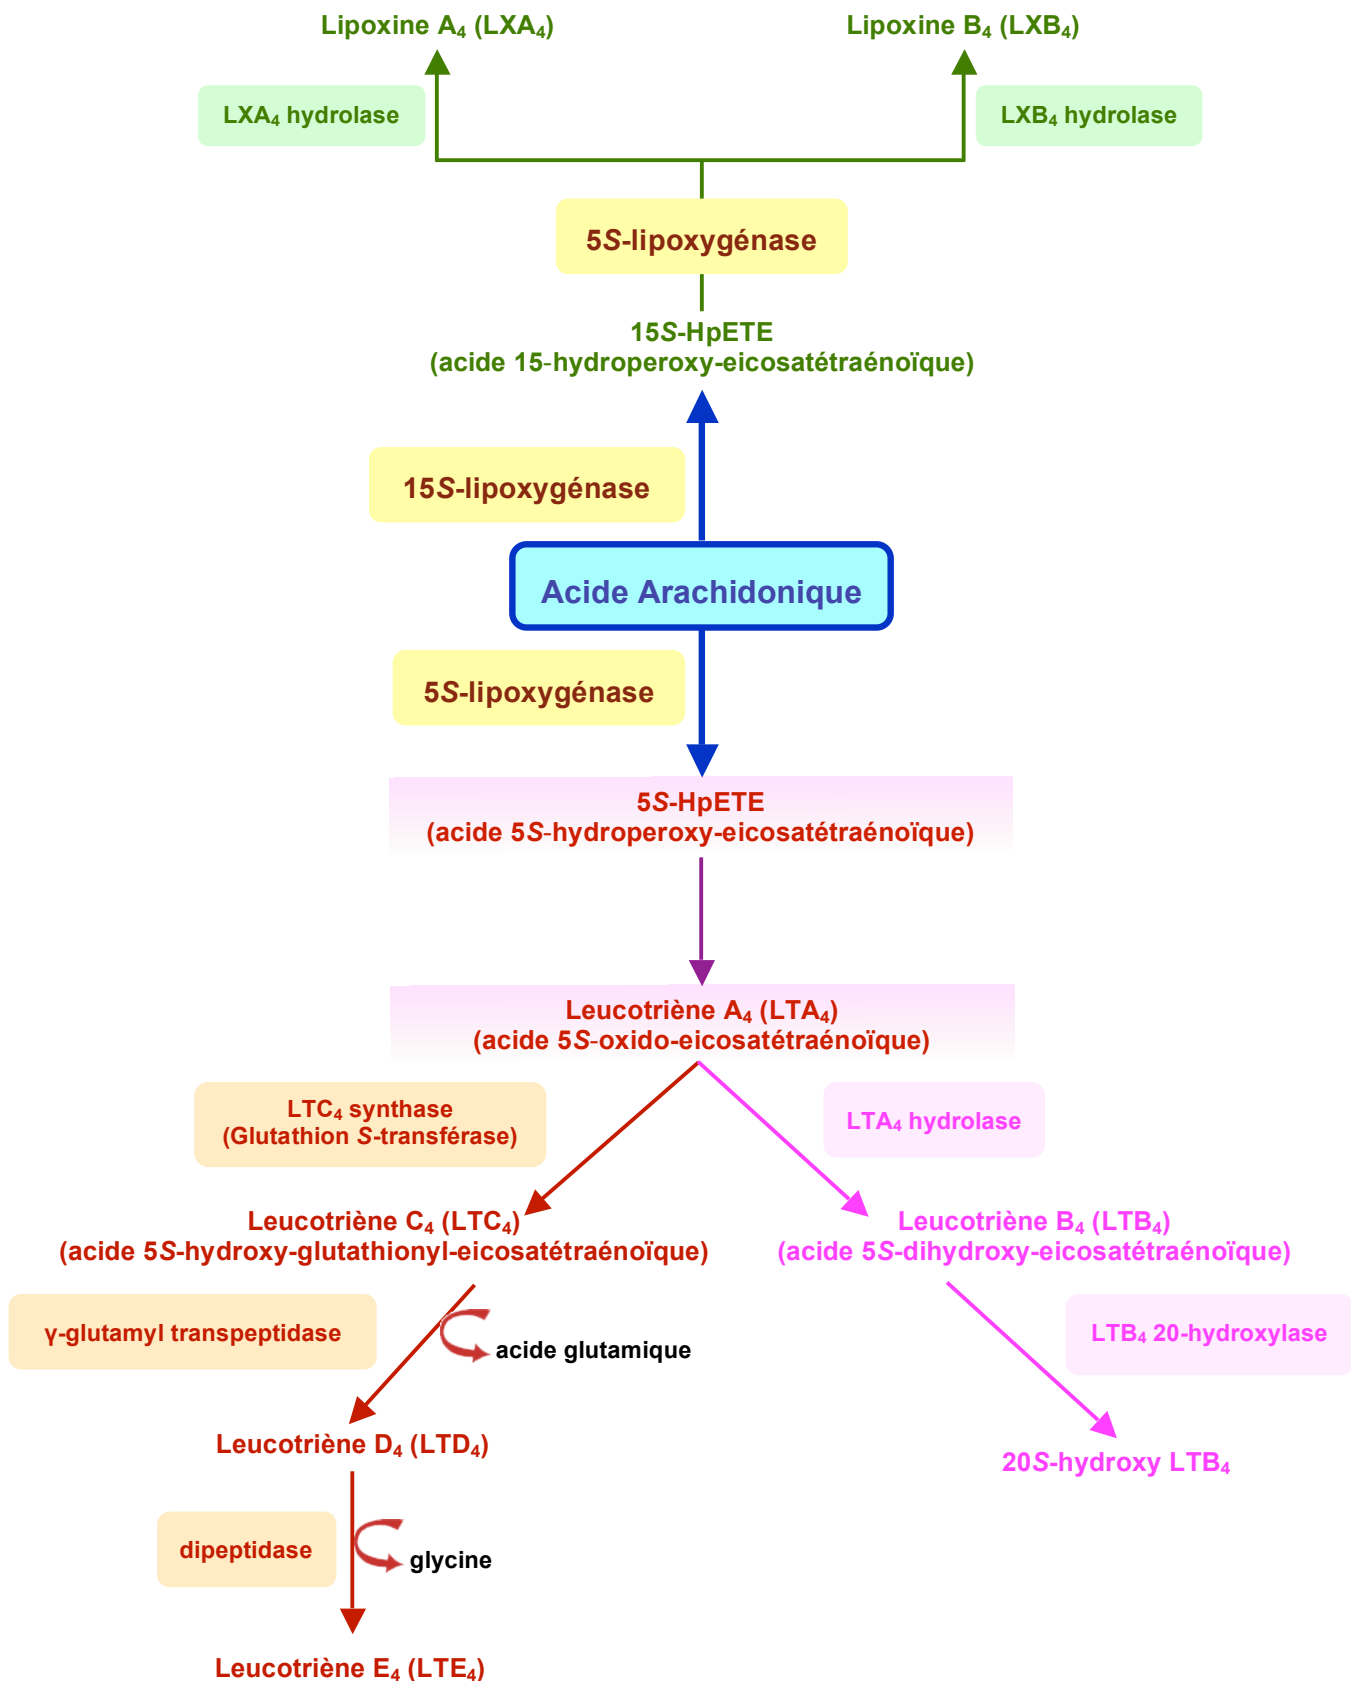 Lipoxine A₄ (LXA₄)
Lipoxine B₄ (LXB₄)
LXA₄ hydrolase
LXB₄ hydrolase
5S-lipoxygénase
15S-HpETE
(acide 15-hydroperoxy-eicosatétraénoïque)
15S-lipoxygénase
Acide Arachidonique
5S-lipoxygénase
5S-HpETE
(acide 5S-hydroperoxy-eicosatétraénoïque)
Leucotriène A₄ (LTA₄)
(acide 5S-oxido-eicosatétraénoïque)
LTC₄ synthase
(Glutathion S-transférase)
LTA₄ hydrolase
Leucotriène C₄ (LTC₄)
(acide 5S-hydroxy-glutathionyl-eicosatétraénoïque)
Leucotriène B₄ (LTB₄)
(acide 5S-dihydroxy-eicosatétraénoïque)
γ-glutamyl transpeptidase
acide glutamique
LTB₄ 20-hydroxylase
Leucotriène D₄ (LTD₄)
20S-hydroxy LTB₄
dipeptidase
glycine
Leucotriène E₄ (LTE₄)